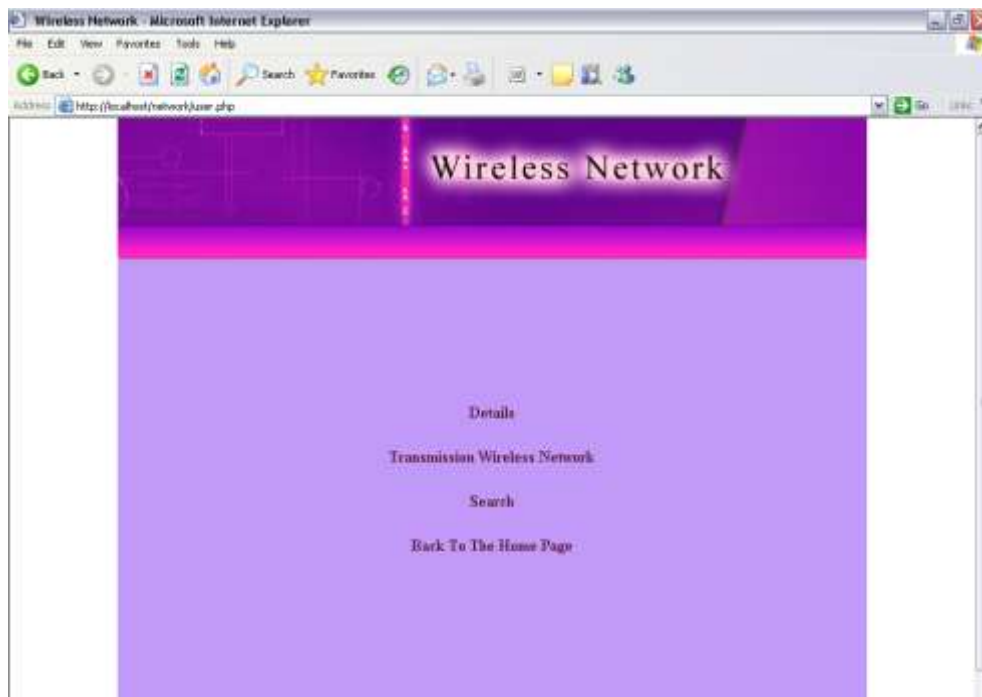 Wireless Network - Microsoft Internet Explorer
File Edit View Favorites Tools Help
Back Search Favorites
Address http://localhost/network/user.php Go Links
Wireless Network
Details
Transmission Wireless Network
Search
Back To The Home Page